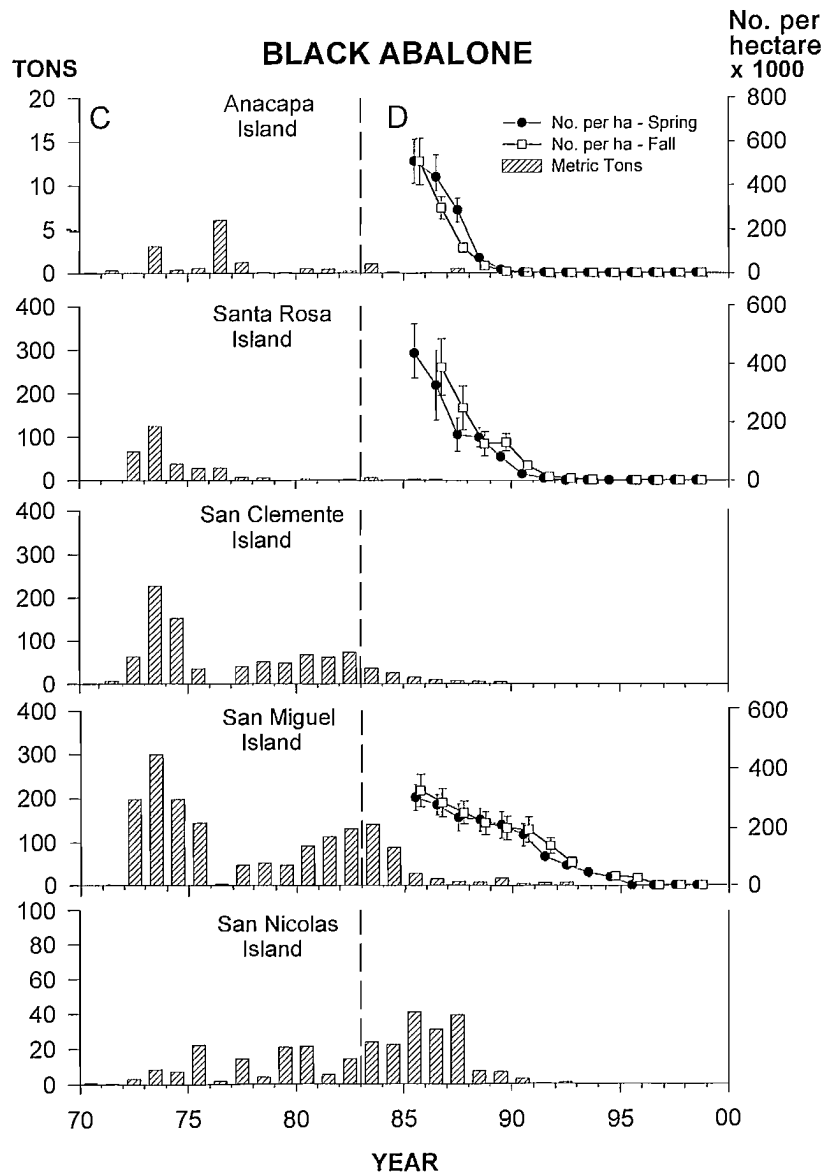 BLACK ABALONE
TONS
No. per
hectare
x 1000
C
D
Anacapa
Island
No. per ha - Spring
No. per ha - Fall
Metric Tons
20
15
10
5
0
800
600
400
200
0
Santa Rosa
Island
400
300
200
100
0
600
400
200
0
San Clemente
Island
400
300
200
100
0
San Miguel
Island
400
300
200
100
0
600
400
200
0
San Nicolas
Island
100
80
60
40
20
0
70 75 80 85 90 95 00
YEAR